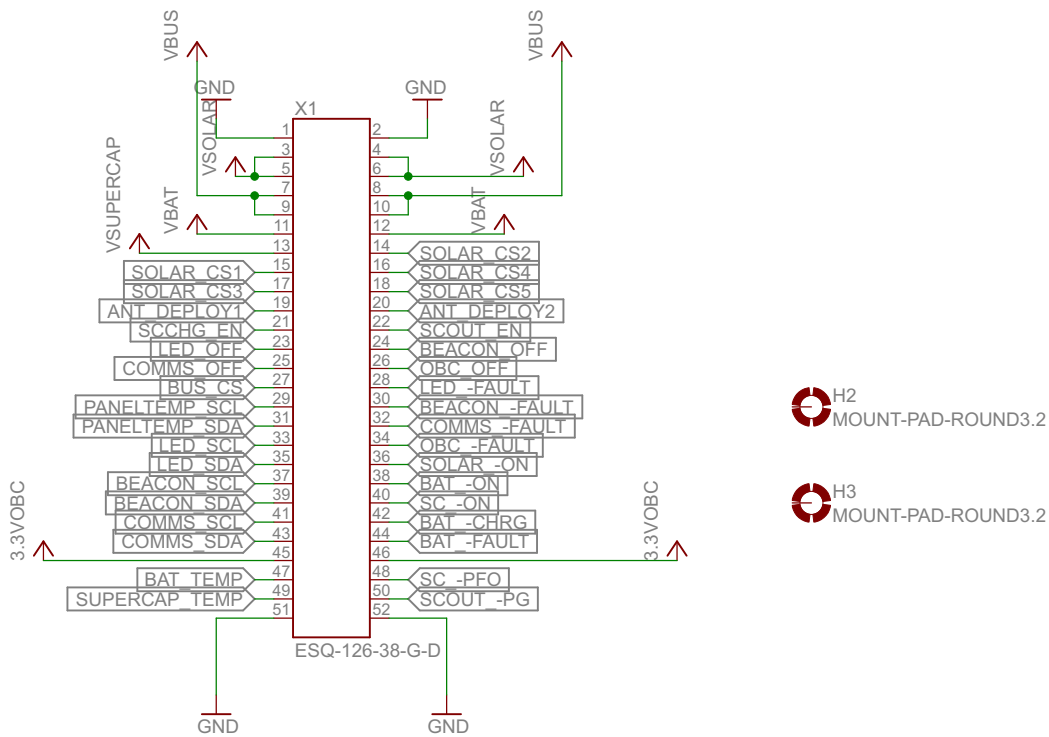 VBUS
VBUS
GND
GND
X1
VSOLAR
VSOLAR
VSUPERCAP
VBAT
VBAT
1 2
3 4
5 6
7 8
9 10
11 12
13 14 SOLAR_CS2
SOLAR_CS1 15 16 SOLAR_CS4
SOLAR_CS3 17 18 SOLAR_CS5
ANT_DEPLOY1 19 20 ANT_DEPLOY2
SCCHG_EN 21 22 SCOUT_EN
LED_OFF 23 24 BEACON_OFF
COMMS_OFF 25 26 OBC_OFF
BUS_CS 27 28 LED_-FAULT
PANELTEMP_SCL 29 30 BEACON_-FAULT
PANELTEMP_SDA 31 32 COMMS_-FAULT
LED_SCL 33 34 OBC_-FAULT
LED_SDA 35 36 SOLAR_-ON
BEACON_SCL 37 38 BAT_-ON
BEACON_SDA 39 40 SC_-ON
COMMS_SCL 41 42 BAT_-CHRG
COMMS_SDA 43 44 BAT_-FAULT
3.3VOBC 45 46 3.3VOBC
BAT_TEMP 47 48 SC_-PFO
SUPERCAP_TEMP 49 50 SCOUT_-PG
51 52
ESQ-126-38-G-D
GND
GND
H2
MOUNT-PAD-ROUND3.2
H3
MOUNT-PAD-ROUND3.2